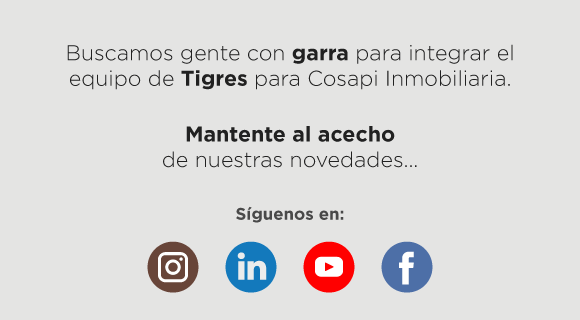 Buscamos gente con garra para integrar el
equipo de Tigres para Cosapi Inmobiliaria.
Mantente al acecho
de nuestras novedades...
Síguenos en:
in
f